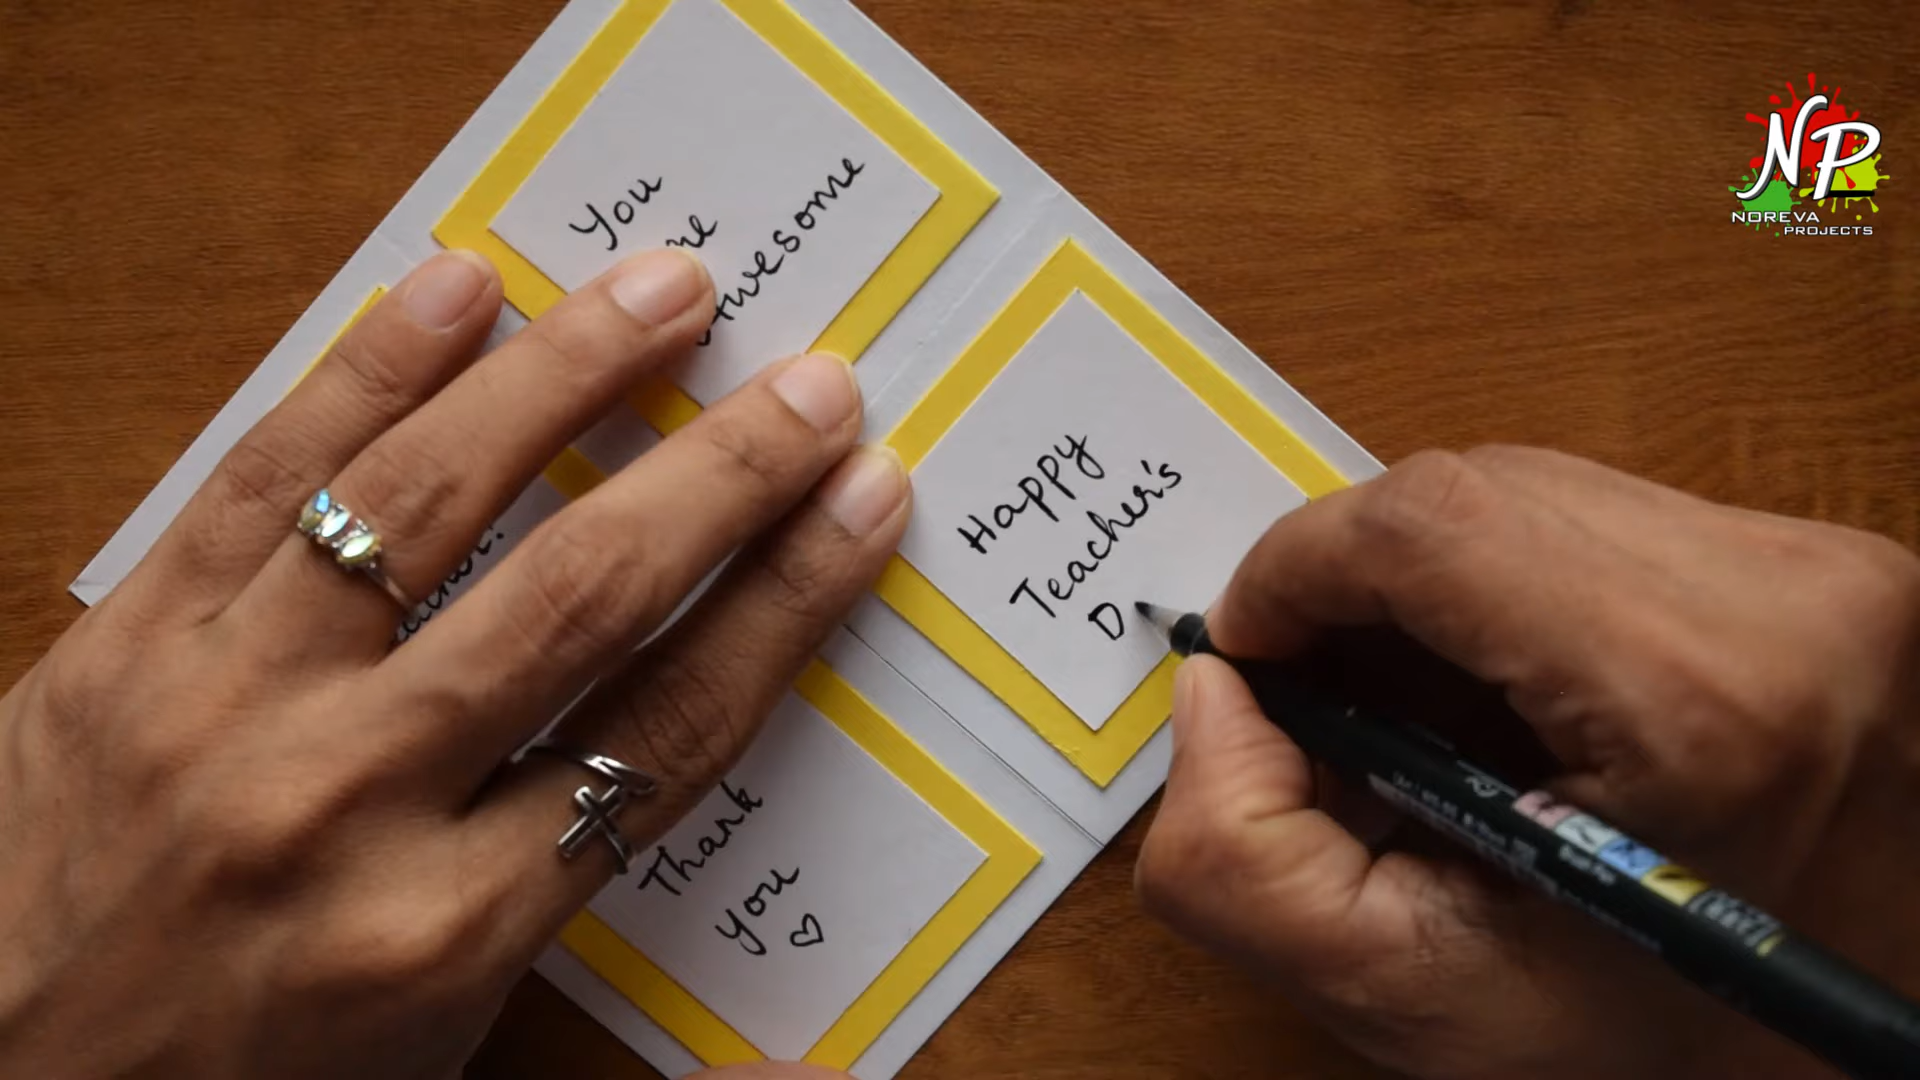 You
Awesome
Happy
Teacher's
D
Thank
you
NP
NOREVA
PROJECTS